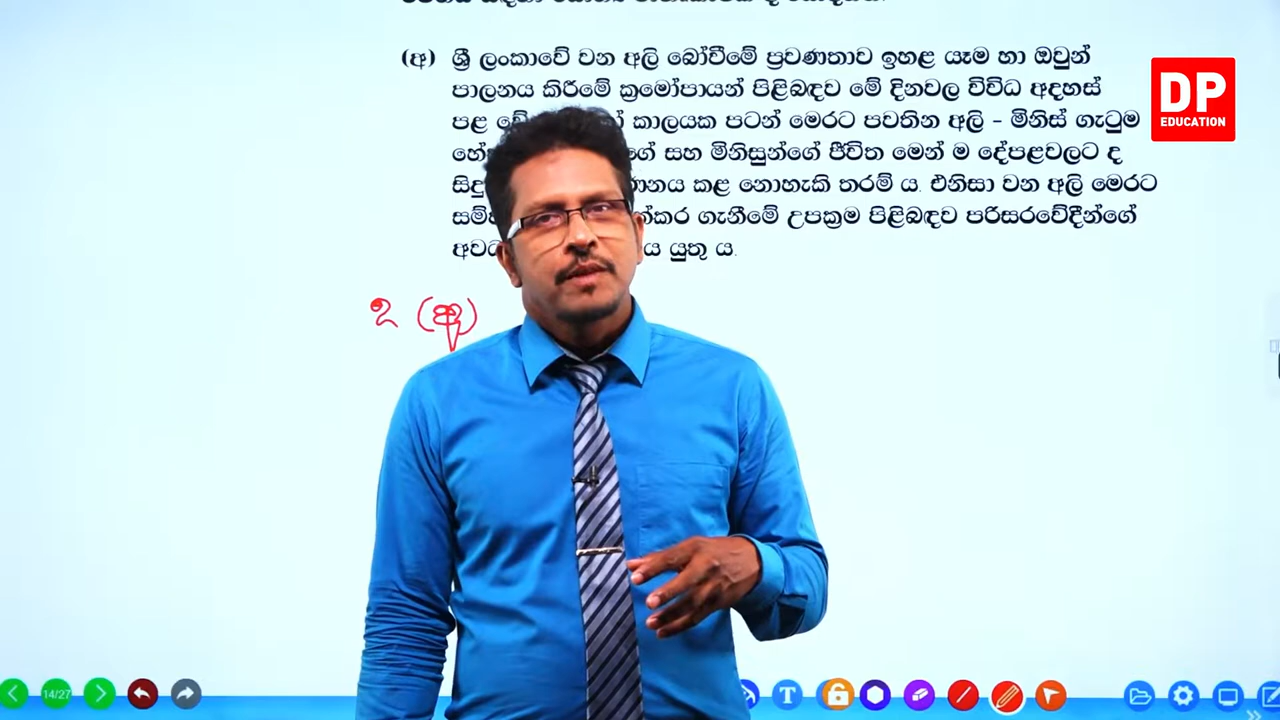 (අ) ශ්‍රී ලංකාවේ වන අලි බෝවීමේ ප්‍රවණතාව ඉහළ යෑම හා ඔවුන්
පාලනය කිරීමේ ක්‍රමෝපායන් පිළිබඳව මේ දිනවල විවිධ අදහස්
පළ කාලයක පටන් මෙරට පවතින අලි – මිනිස් ගැටුම
සහ මිනිසුන්ගේ ජීවිත මෙන් ම දේපළවලට ද
කළ නොහැකි තරම් ය. එනිසා වන අලි මෙරට
ගැනීමේ උපක්‍රම පිළිබඳව පරිසරවේදීන්ගේ
යුතු ය.
2 (අ)
DP
EDUCATION
14/27
T